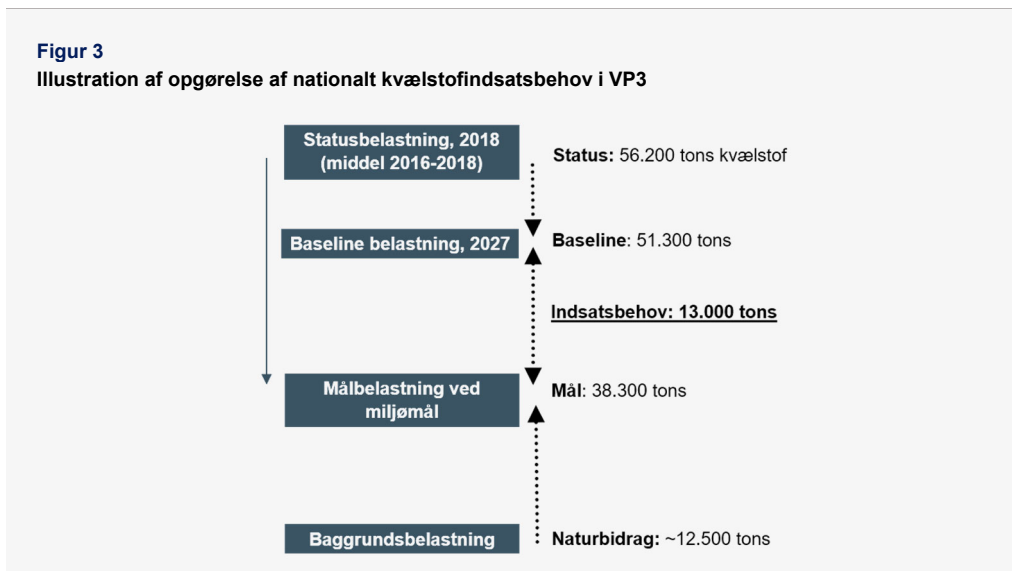 Figur 3
Illustration af opgørelse af nationalt kvælstofindsatsbehov i VP3
Statusbelastning, 2018
(middel 2016-2018)
Status: 56.200 tons kvælstof
Baseline belastning, 2027
Baseline: 51.300 tons
Indsatsbehov: 13.000 tons
Målbelastning ved
miljømål
Mål: 38.300 tons
Baggrundsbelastning
Naturbidrag: ~12.500 tons